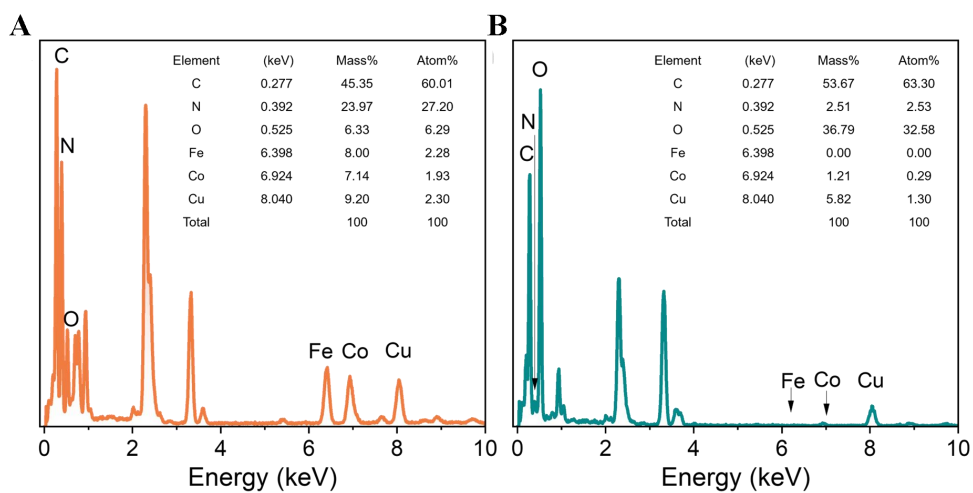 A
C
N
O
Fe Co Cu
Element (keV) Mass% Atom%
C 0.277 45.35 60.01
N 0.392 23.97 27.20
O 0.525 6.33 6.29
Fe 6.398 8.00 2.28
Co 6.924 7.14 1.93
Cu 8.040 9.20 2.30
Total 100 100
0 2 4 6 8 10
Energy (keV)
B
O
N
C
Fe Co Cu
Element (keV) Mass% Atom%
C 0.277 53.67 63.30
N 0.392 2.51 2.53
O 0.525 36.79 32.58
Fe 6.398 0.00 0.00
Co 6.924 1.21 0.29
Cu 8.040 5.82 1.30
Total 100 100
0 2 4 6 8 10
Energy (keV)